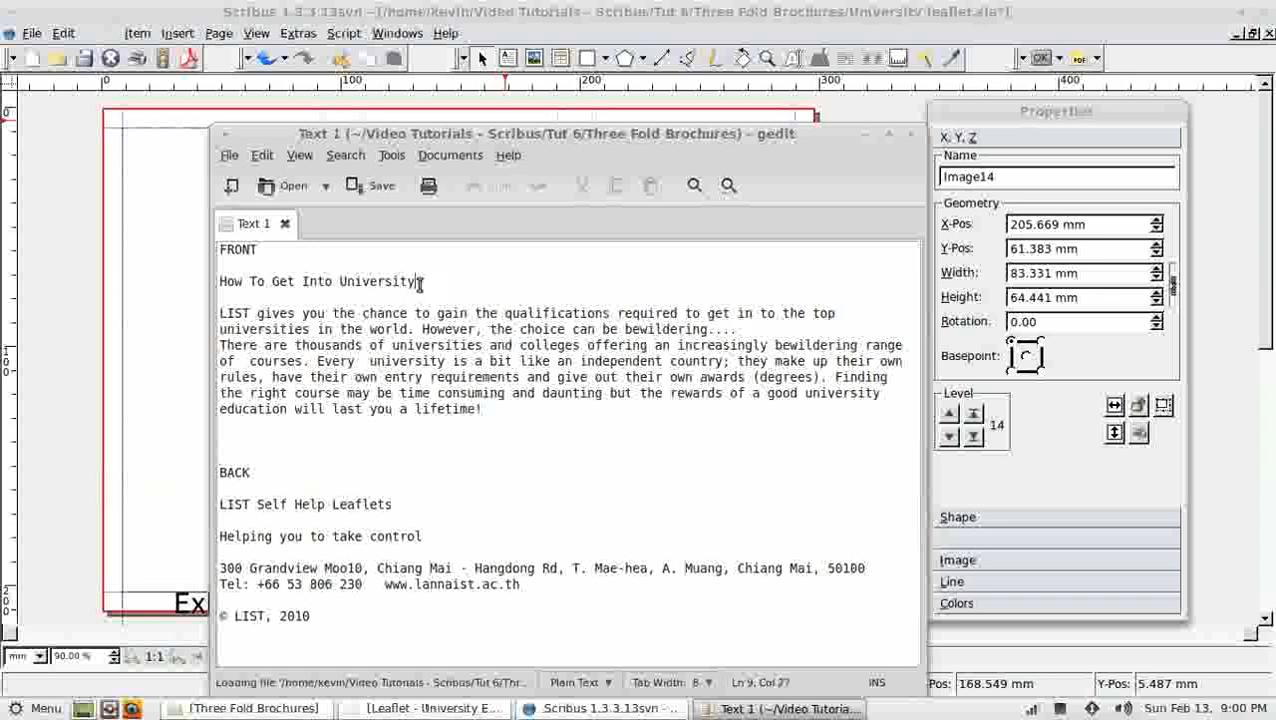 Scribus 1.3.3.13svn - [/home/kevin/Video Tutorials - Scribus/Tut 6/Three Fold Brochures/University leaflet.sla*]
File Edit Item Insert Script Page View Extras Windows Help
0 100 200 300 400
Text 1 (~/Video Tutorials - Scribus/Tut 6/Three Fold Brochures) - gedit
File Edit View Search Tools Documents Help
Open Save
Text 1
FRONT
How To Get Into University
LIST gives you the chance to gain the qualifications required to get in to the top
universities in the world. However, the choice can be bewildering....
There are thousands of universities and colleges offering an increasingly bewildering range
of  courses. Every  university is a bit like an independent country; they make up their own
rules, have their own entry requirements and give out their own awards (degrees). Finding
the right course may be time consuming and daunting but the rewards of a good university
education will last you a lifetime!
BACK
LIST Self Help Leaflets
Helping you to take control
300 Grandview Moo10, Chiang Mai - Hangdong Rd, T. Mae-hea, A. Muang, Chiang Mai, 50100
Tel: +66 53 806 230   www.lannaist.ac.th
© LIST, 2010
Loading file '/home/kevin/Video Tutorials - Scribus/Tut 6/Thr... Plain Text Tab Width: 8 Ln 9, Col 27 INS
Properties
X, Y, Z
Name
Image14
Geometry
X-Pos: 205.669 mm
Y-Pos: 61.383 mm
Width: 83.331 mm
Height: 64.441 mm
Rotation: 0.00
Basepoint:
Level
14
Shape
Image
Line
Colors
Ex
mm 90.00 % 1:1
-Pos: 168.549 mm Y-Pos: 5.487 mm
Menu [Three Fold Brochures] [Leaflet - University E... Scribus 1.3.3.13svn - ... Text 1 (~/Video Tutoria... Sun Feb 13, 9:00 PM